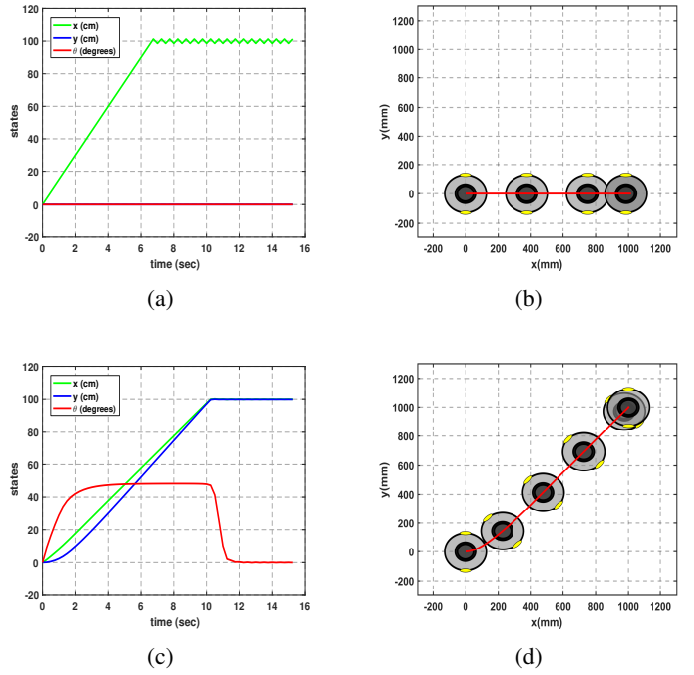 120
100
80
60
40
20
0
-20
0 2 4 6 8 10 12 14 16
states
time (sec)
x (cm)
y (cm)
θ (degrees)
(a)
1200
1000
800
600
400
200
0
-200
-200 0 200 400 600 800 1000 1200
y(mm)
x(mm)
(b)
120
100
80
60
40
20
0
-20
0 2 4 6 8 10 12 14 16
states
time (sec)
x (cm)
y (cm)
θ (degrees)
(c)
1200
1000
800
600
400
200
0
-200
-200 0 200 400 600 800 1000 1200
y(mm)
x(mm)
(d)